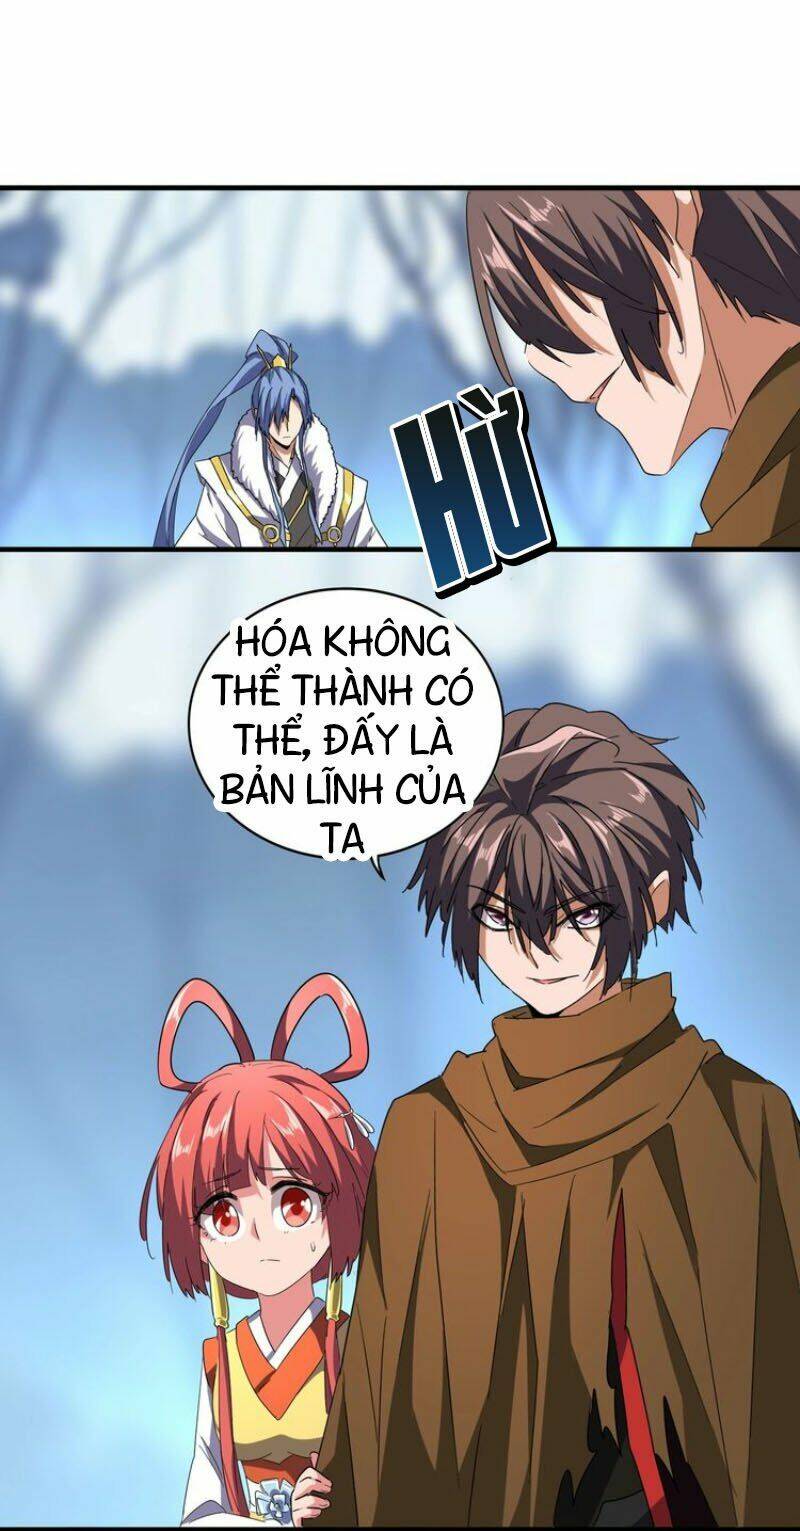 HỪ
HÓA KHÔNG
THỂ THÀNH CÓ
THỂ, ĐẤY LÀ
BẢN LĨNH CỦA
TA